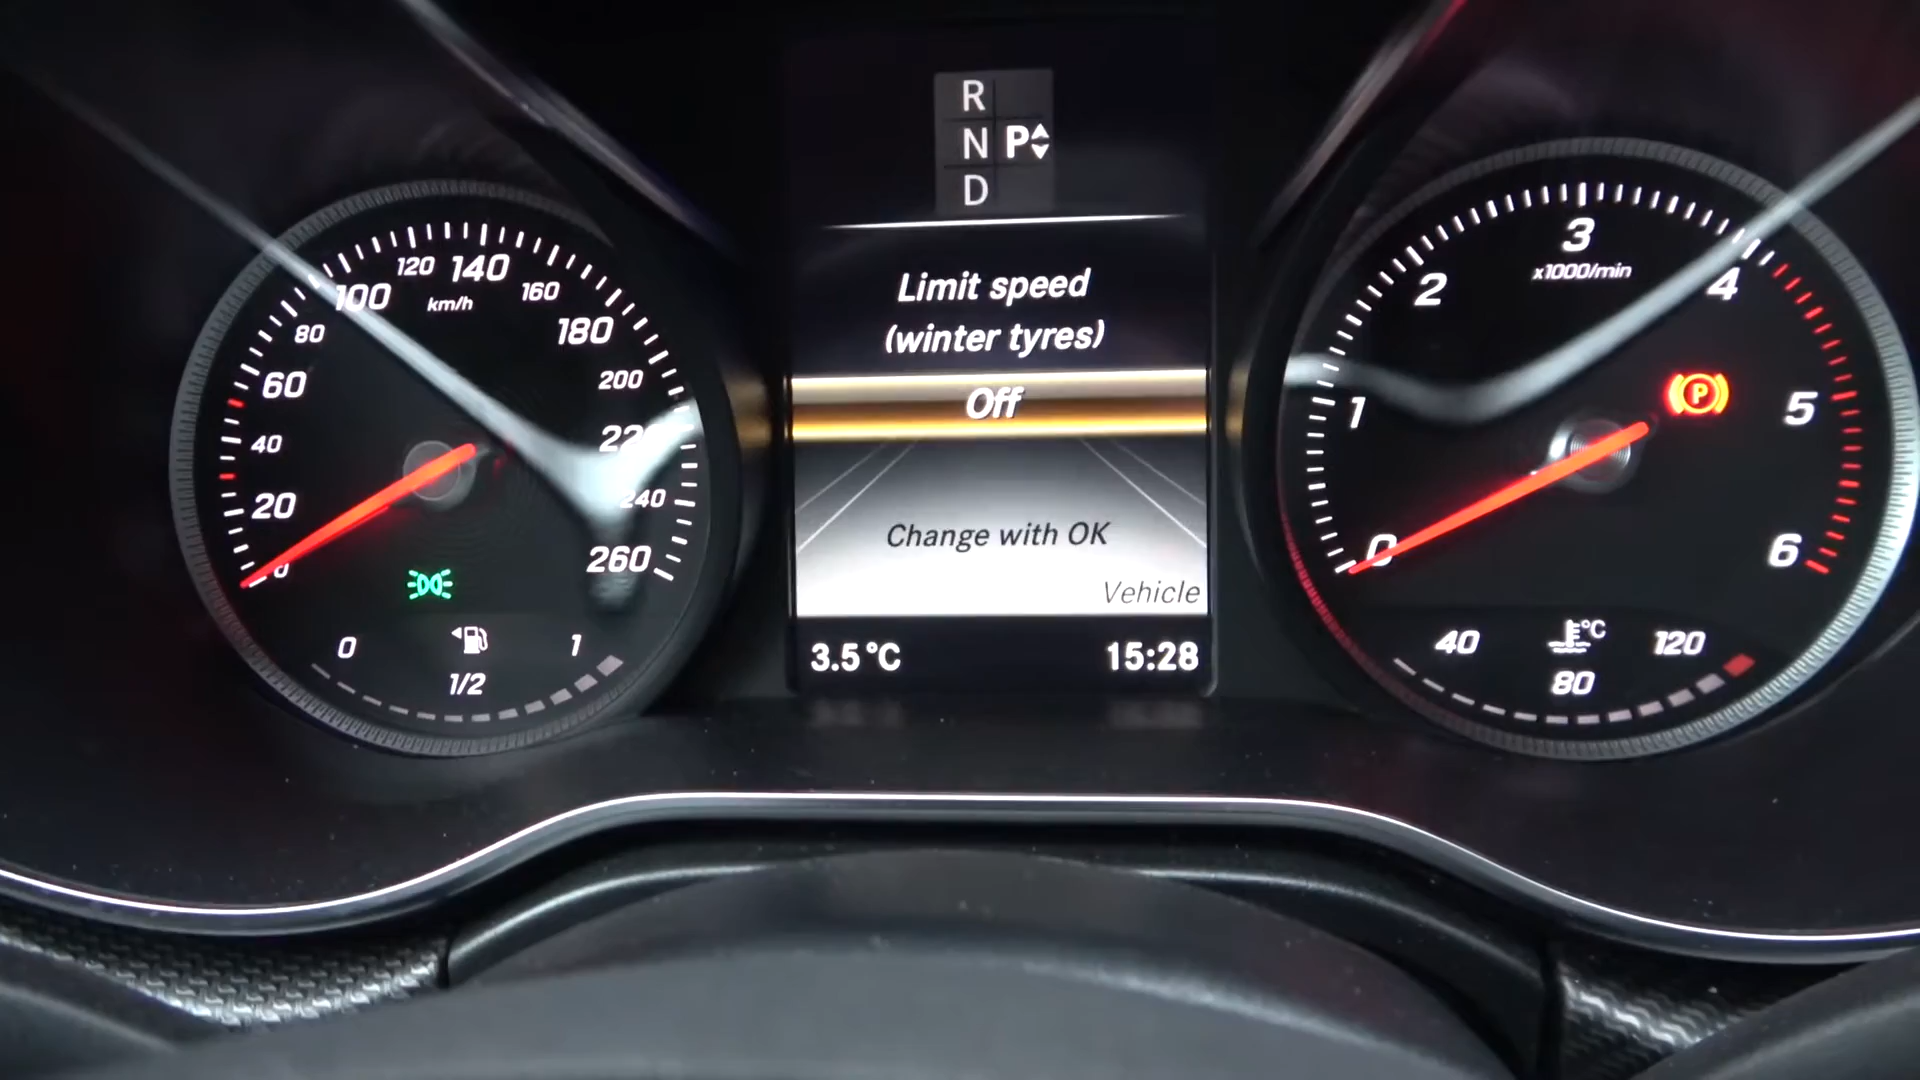 R
N P
D
Limit speed
(winter tyres)
Off
Change with OK
Vehicle
3.5 °C 15:28
0
20
40
60
80
100
120
140
160
180
200
220
240
260
km/h
0 1
1/2
0
1
2
3
4
5
6
x1000/min
P
40 °C 120
80